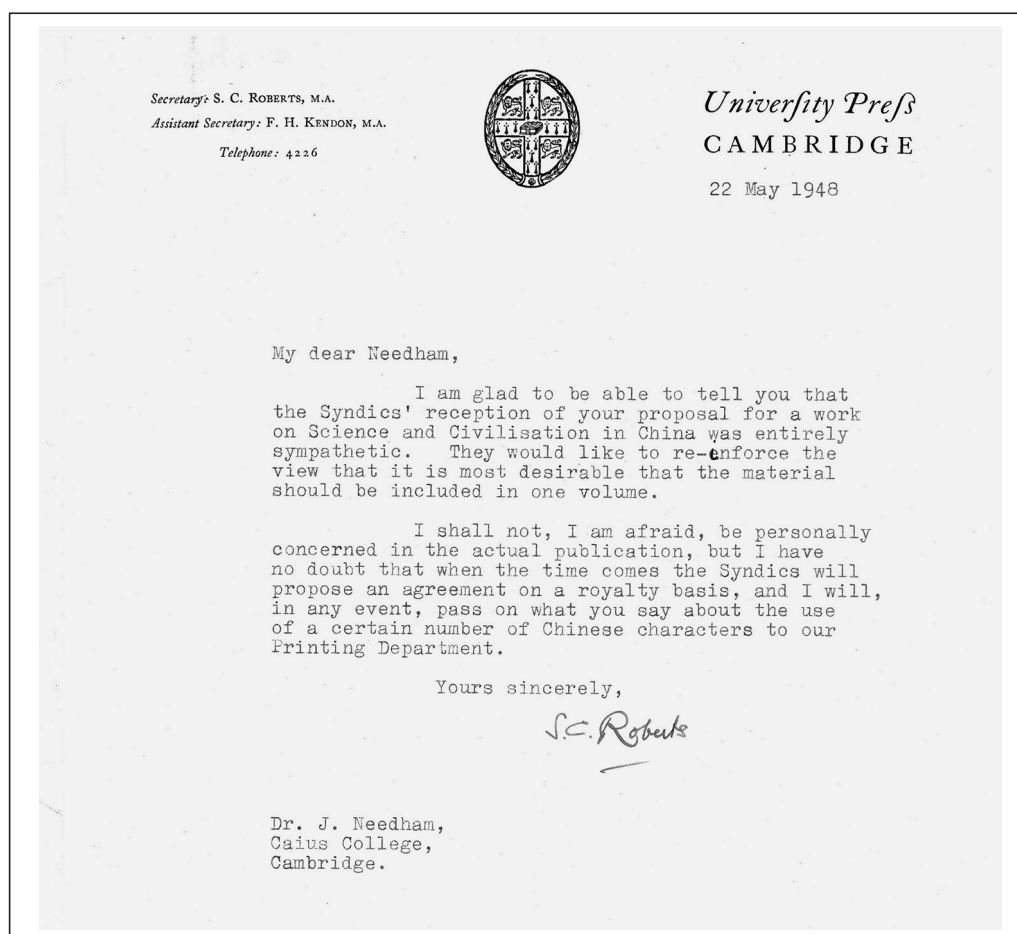 Secretary: S. C. ROBERTS, M.A.
Assistant Secretary: F. H. KENDON, M.A.
Telephone: 4226
Univerſity Preſs
CAMBRIDGE
22 May 1948
My dear Needham,
I am glad to be able to tell you that
the Syndics' reception of your proposal for a work
on Science and Civilisation in China was entirely
sympathetic. They would like to re-enforce the
view that it is most desirable that the material
should be included in one volume.
I shall not, I am afraid, be personally
concerned in the actual publication, but I have
no doubt that when the time comes the Syndics will
propose an agreement on a royalty basis, and I will,
in any event, pass on what you say about the use
of a certain number of Chinese characters to our
Printing Department.
Yours sincerely,
S.C. Roberts
Dr. J. Needham,
Caius College,
Cambridge.